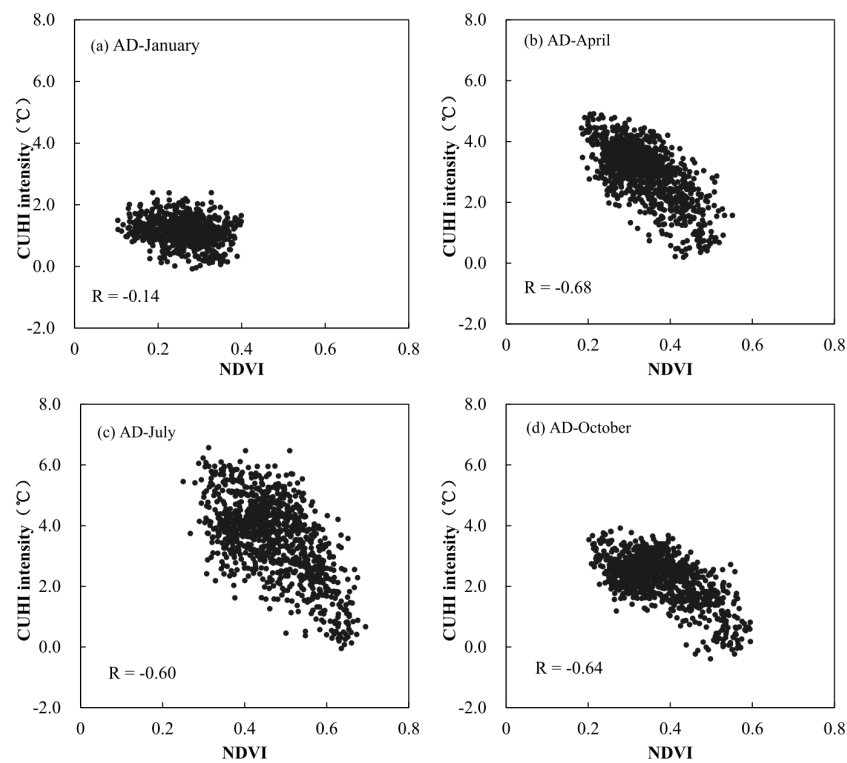 (a) AD-January
8.0
6.0
4.0
2.0
0.0
-2.0
CUHI intensity（℃）
R = -0.14
0 0.2 0.4 0.6 0.8
NDVI
(b) AD-April
8.0
6.0
4.0
2.0
0.0
-2.0
CUHI intensity（℃）
R = -0.68
0 0.2 0.4 0.6 0.8
NDVI
(c) AD-July
8.0
6.0
4.0
2.0
0.0
-2.0
CUHI intensity（℃）
R = -0.60
0 0.2 0.4 0.6 0.8
NDVI
(d) AD-October
8.0
6.0
4.0
2.0
0.0
-2.0
CUHI intensity（℃）
R = -0.64
0 0.2 0.4 0.6 0.8
NDVI